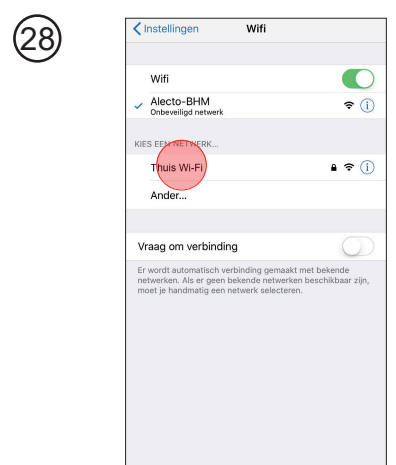 28
Instellingen Wifi
Wifi
Alecto-BHM
Onbeveiligd netwerk
KIES EEN NETWERK...
Thuis Wi-Fi
Ander...
Vraag om verbinding
Er wordt automatisch verbinding gemaakt met bekende
netwerken. Als er geen bekende netwerken beschikbaar zijn,
moet je handmatig een netwerk selecteren.